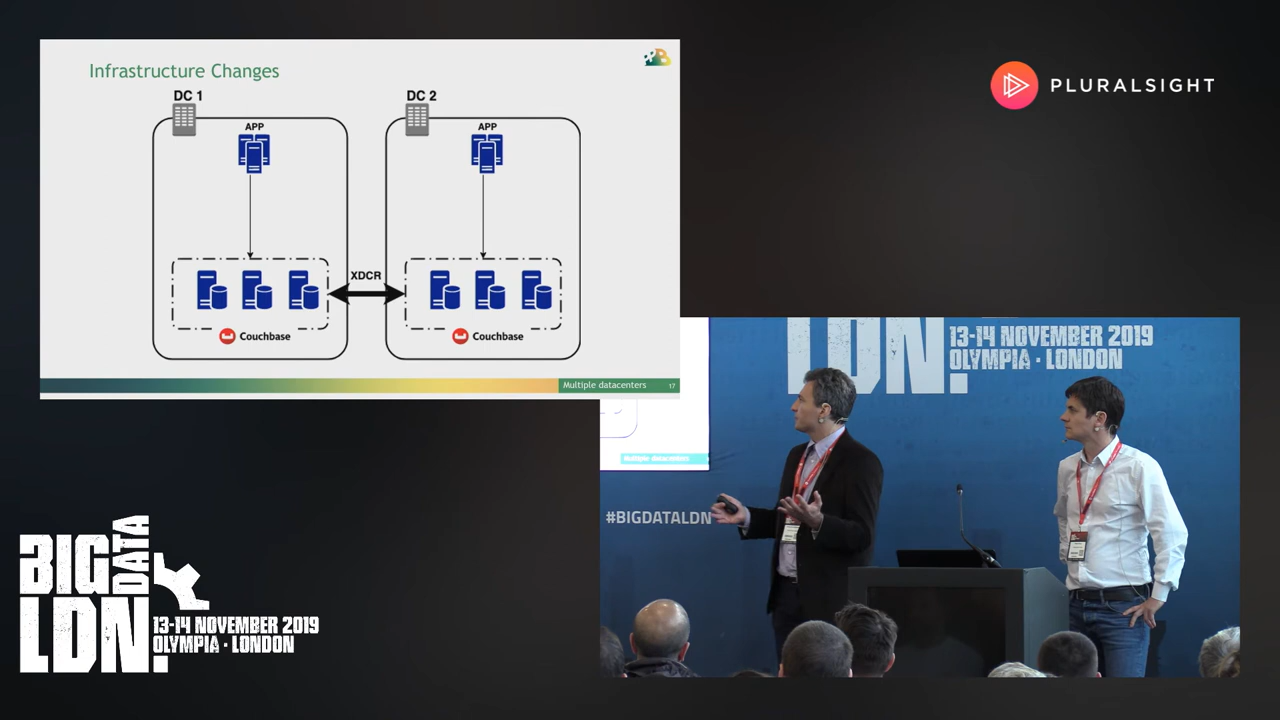 Infrastructure Changes
DC 1
DC 2
APP
APP
XDCR
Couchbase
Couchbase
Multiple datacenters
17
PLURALSIGHT
LDN.
13-14 NOVEMBER 2019
OLYMPIA · LONDON
Multiple datacenters
#BIGDATALDN
BIG
DATA
LDN.
13-14 NOVEMBER 2019
OLYMPIA · LONDON